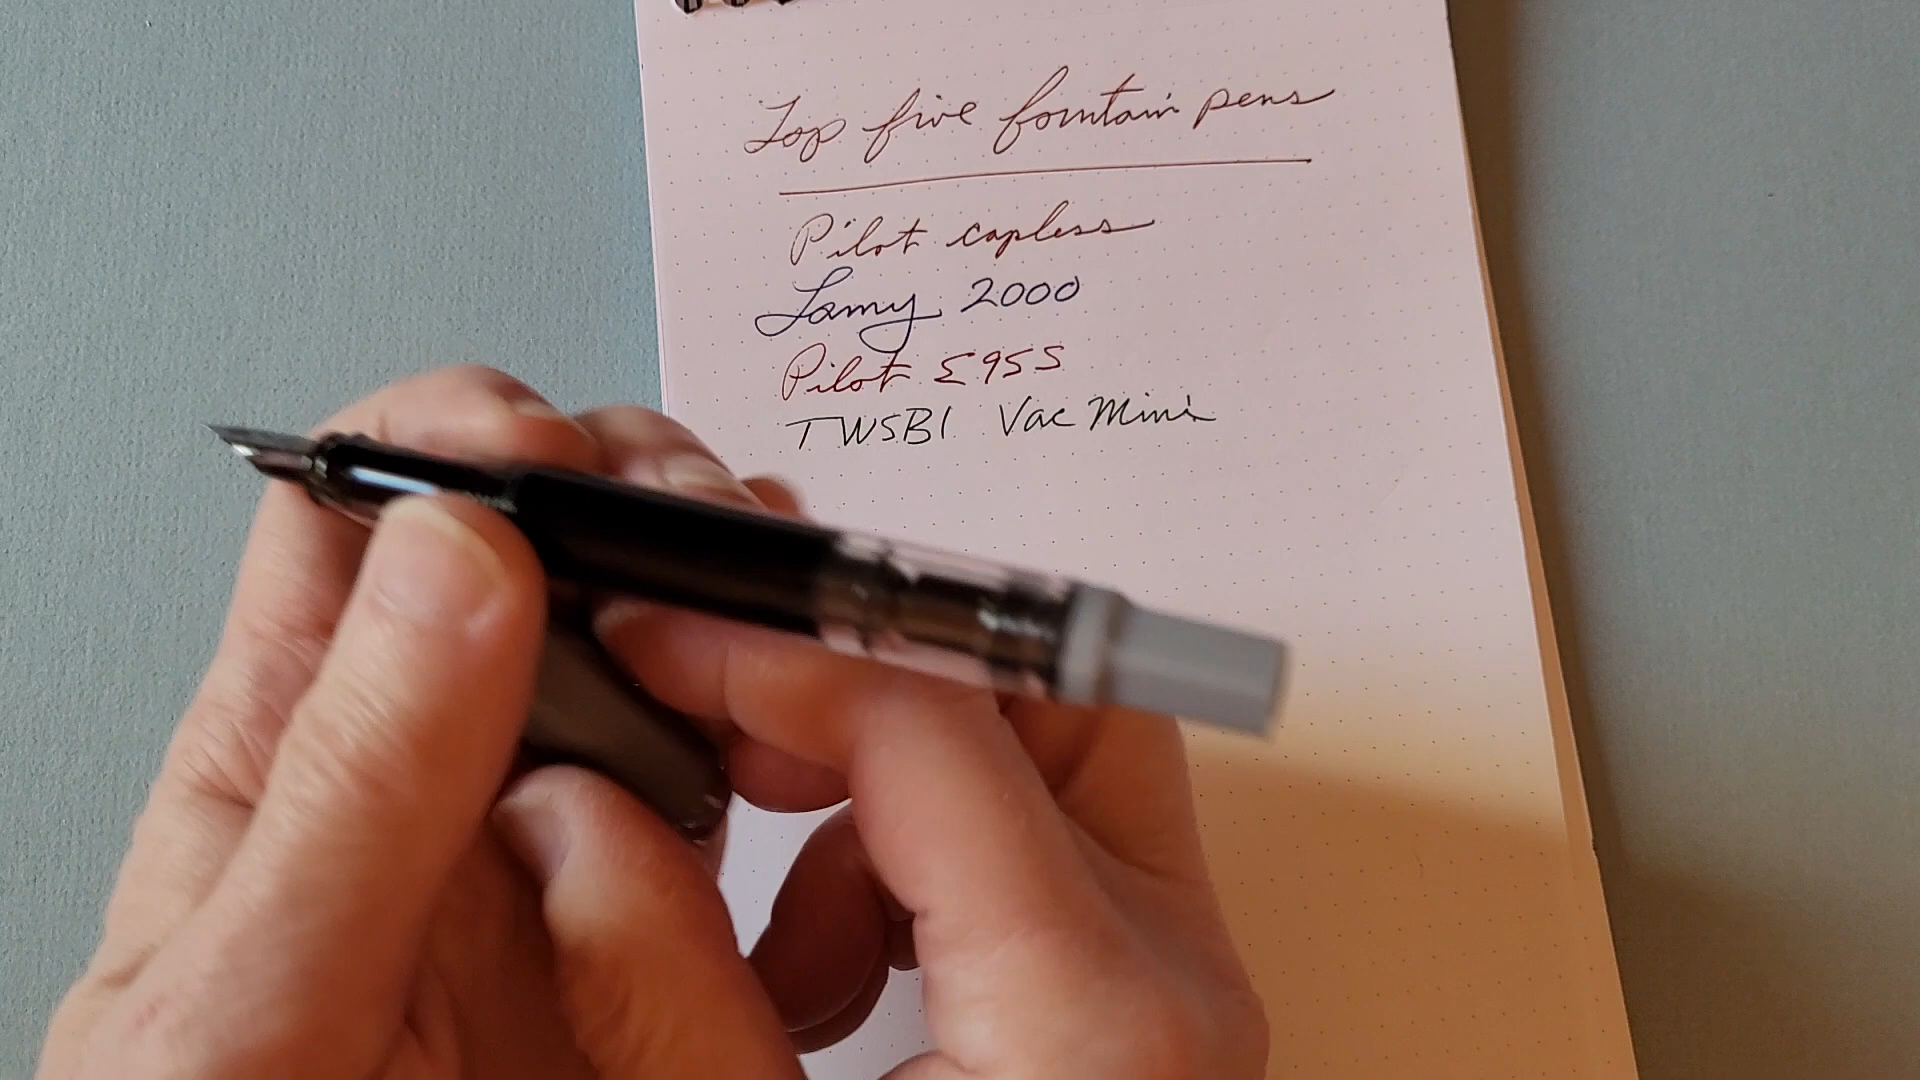 Top five fountain pens
Pilot capless
Lamy 2000
Pilot E95S
TWSBI Vac Mini